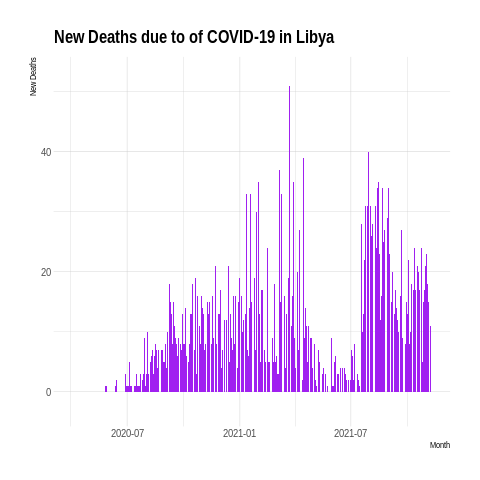 New Deaths due to of COVID-19 in Libya
New Deaths
40
20
0
2020-07
2021-01
2021-07
Month